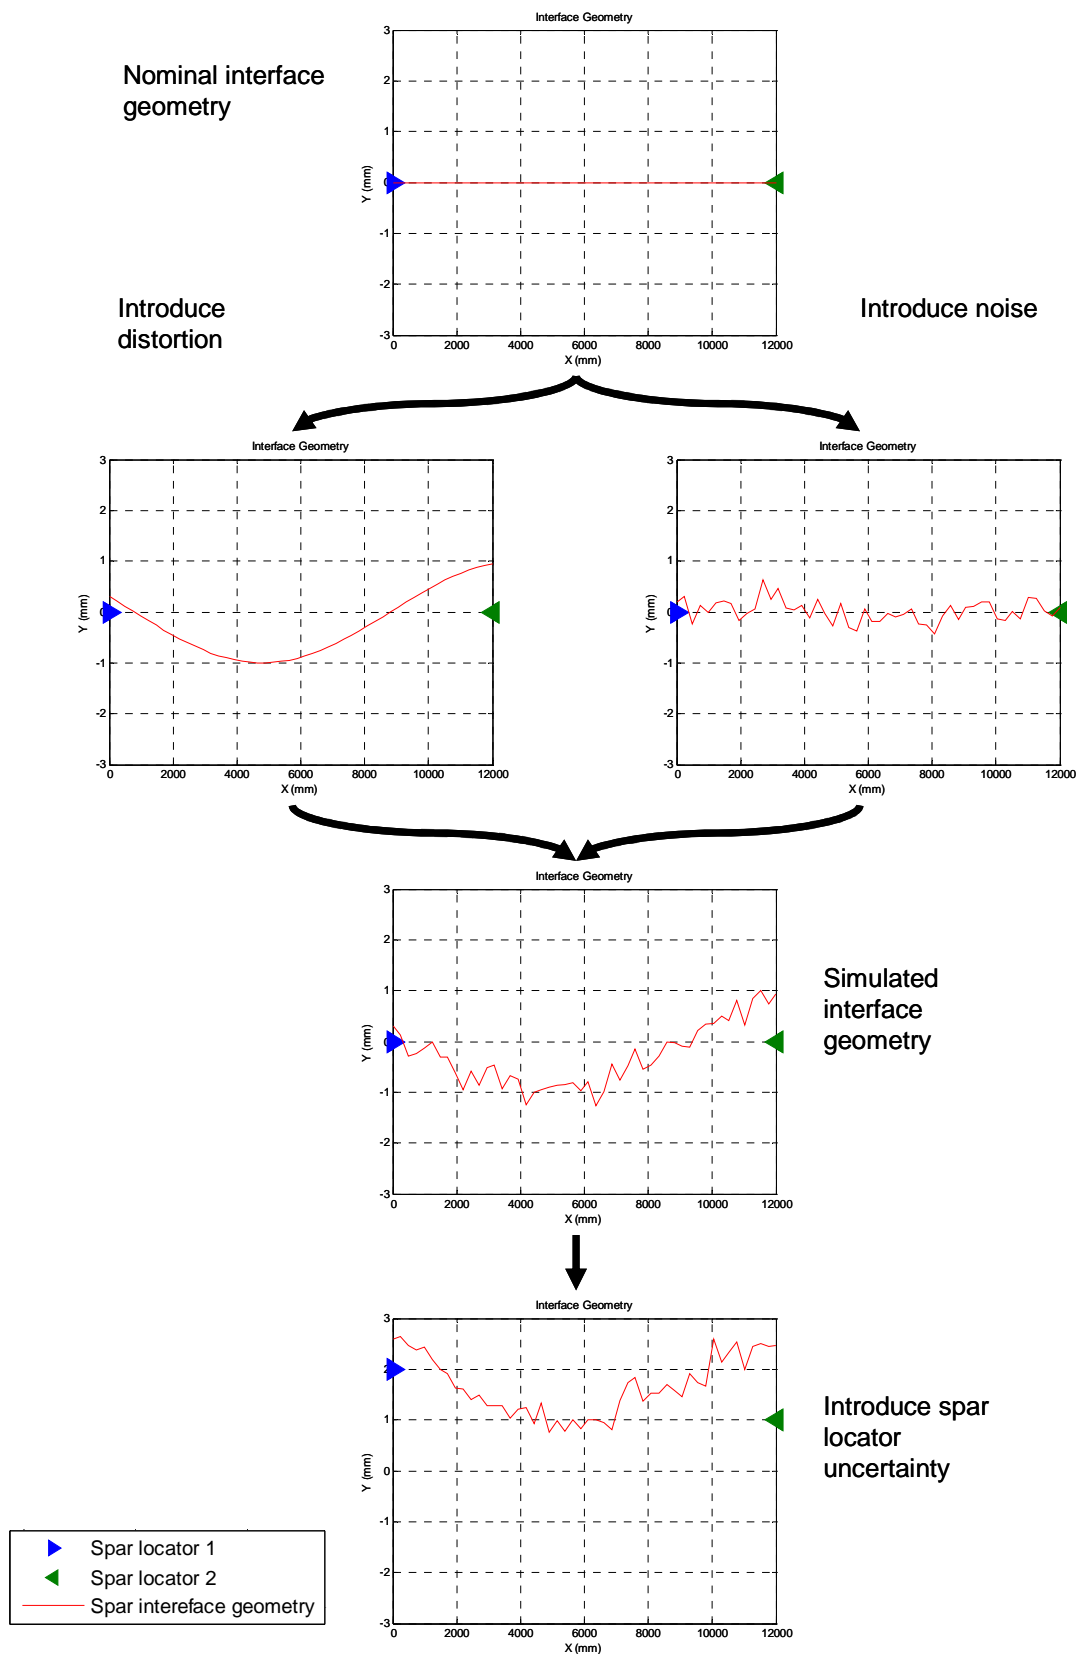 Interface Geometry
Nominal interface
geometry
3
2
1
0
-1
-2
-3
Y (mm)
0 2000 4000 6000 8000 10000 12000
X (mm)
Introduce
distortion
Introduce noise
Interface Geometry
3
2
1
0
-1
-2
-3
Y (mm)
0 2000 4000 6000 8000 10000 12000
X (mm)
Interface Geometry
3
2
1
0
-1
-2
-3
Y (mm)
0 2000 4000 6000 8000 10000 12000
X (mm)
Interface Geometry
3
2
1
0
-1
-2
-3
Y (mm)
0 2000 4000 6000 8000 10000 12000
X (mm)
Simulated
interface
geometry
Interface Geometry
3
2
1
0
-1
-2
-3
Y (mm)
0 2000 4000 6000 8000 10000 12000
X (mm)
Introduce spar
locator
uncertainty
Spar locator 1
Spar locator 2
Spar intereface geometry